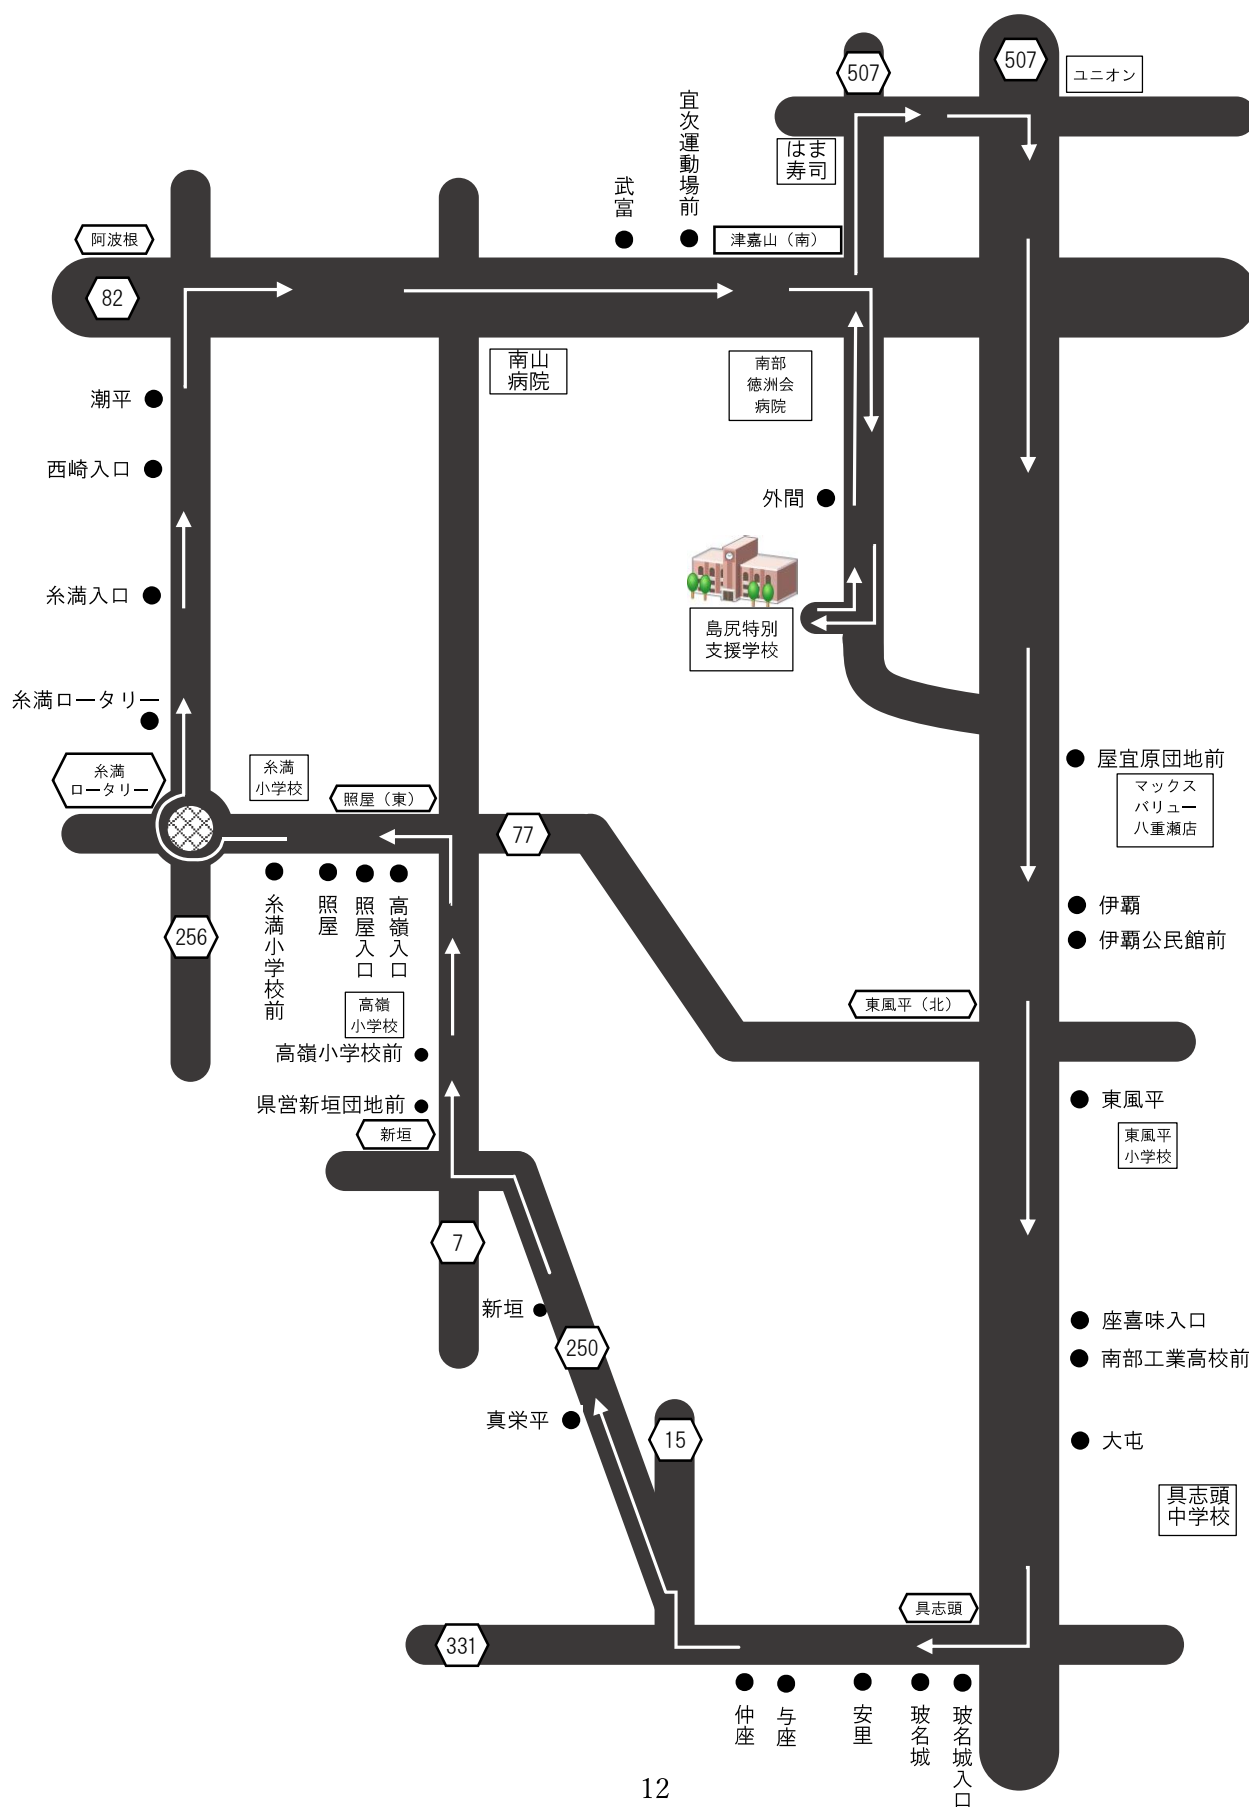 507
507
ユニオン
はま
寿司
宜次運動場前
武富
津嘉山（南）
阿波根
82
南山
病院
南部
徳洲会
病院
潮平
西崎入口
外間
糸満入口
島尻特別
支援学校
糸満ロータリー
糸満
ロータリー
糸満
小学校
照屋（東）
77
屋宜原団地前
マックス
バリュー
八重瀬店
256
糸満小学校前
照屋
照屋入口
高嶺入口
伊覇
伊覇公民館前
高嶺
小学校
高嶺小学校前
東風平（北）
県営新垣団地前
新垣
東風平
東風平
小学校
7
新垣
250
座喜味入口
南部工業高校前
真栄平
15
大屯
具志頭
中学校
具志頭
331
仲座
与座
安里
玻名城
玻名城入口
12